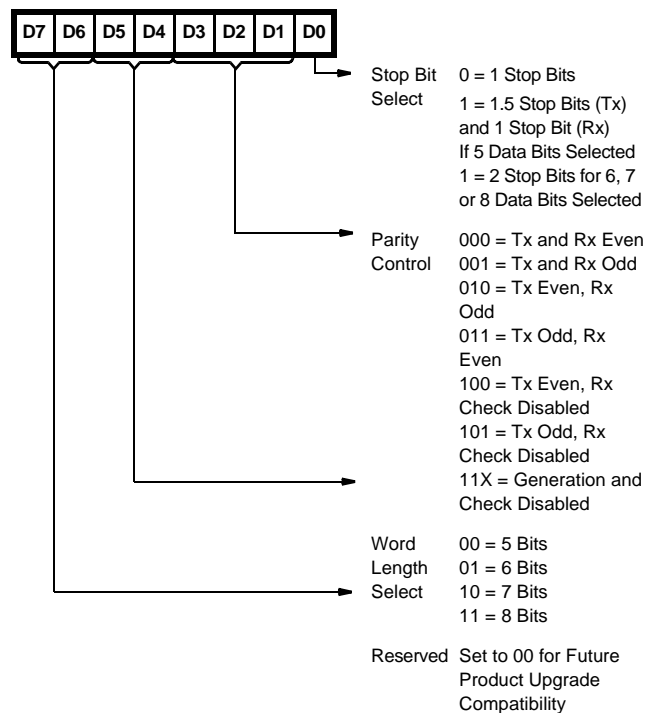 D7 D6 D5 D4 D3 D2 D1 D0
Stop Bit 0 = 1 Stop Bits
Select 1 = 1.5 Stop Bits (Tx)
and 1 Stop Bit (Rx)
If 5 Data Bits Selected
1 = 2 Stop Bits for 6, 7
or 8 Data Bits Selected
Parity 000 = Tx and Rx Even
Control 001 = Tx and Rx Odd
010 = Tx Even, Rx
Odd
011 = Tx Odd, Rx
Even
100 = Tx Even, Rx
Check Disabled
101 = Tx Odd, Rx
Check Disabled
11X = Generation and
Check Disabled
Word 00 = 5 Bits
Length 01 = 6 Bits
Select 10 = 7 Bits
11 = 8 Bits
Reserved Set to 00 for Future
Product Upgrade
Compatibility